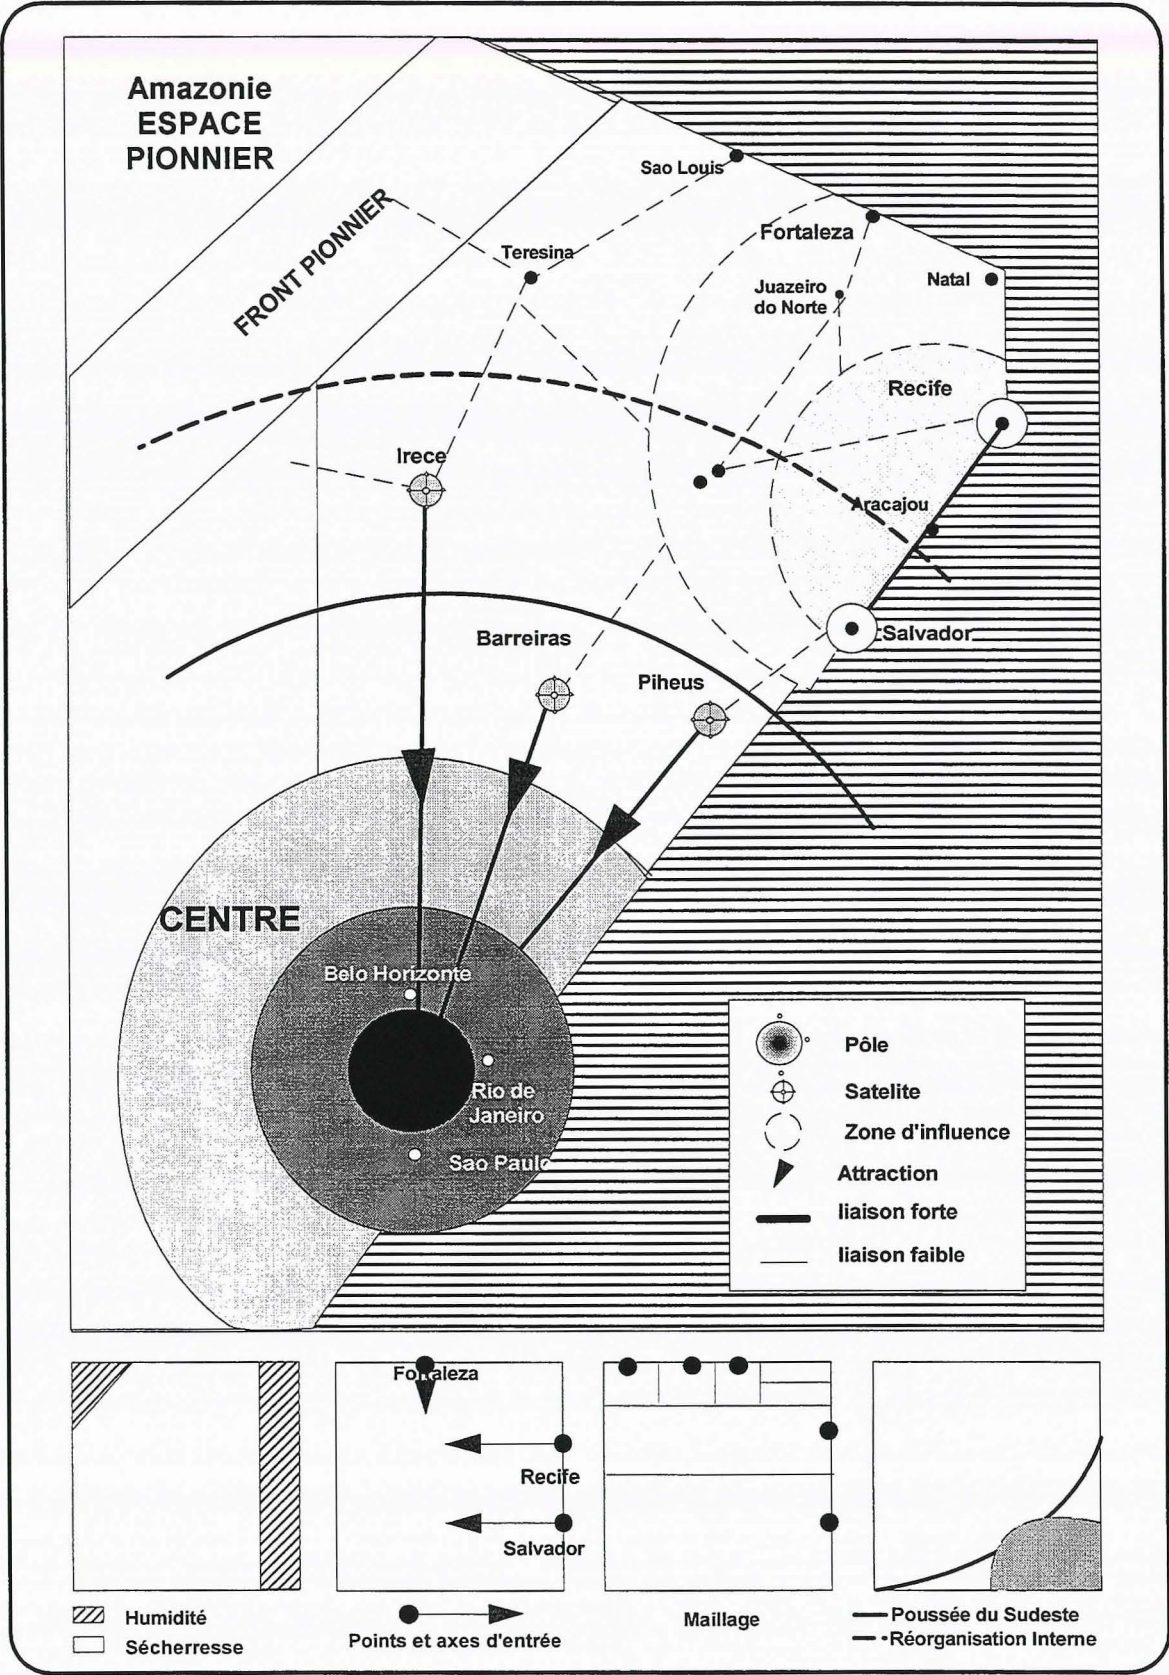 Amazonie
ESPACE
PIONNIER
FRONT PIONNIER
Sao Louis
Teresina
Fortaleza
Juazeiro
do Norte
Natal
Recife
Irece
Aracajou
Barreiras
Salvador
Piheus
CENTRE
Belo Horizonte
Rio de
Janeiro
Sao Paulo
Pôle
Satelite
Zone d'influence
Attraction
liaison forte
liaison faible
Fortaleza
Recife
Salvador
Humidité
Sécherresse
Points et axes d'entrée
Maillage
Poussée du Sudeste
Réorganisation Interne